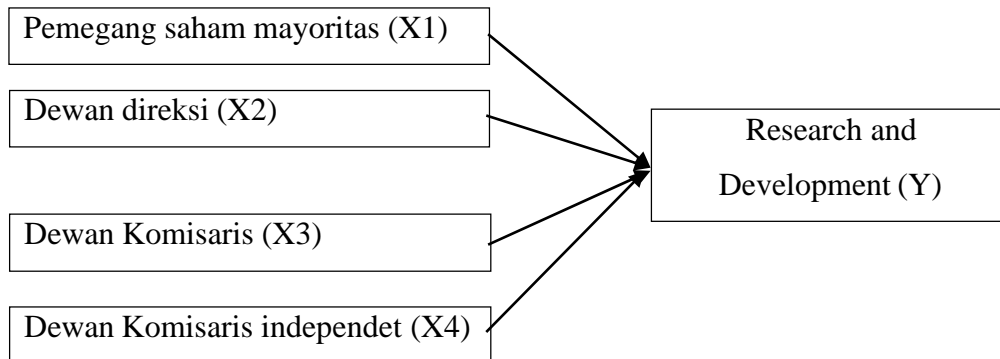 Pemegang saham mayoritas (X1)
Dewan direksi (X2)
Research and
Development (Y)
Dewan Komisaris (X3)
Dewan Komisaris independet (X4)